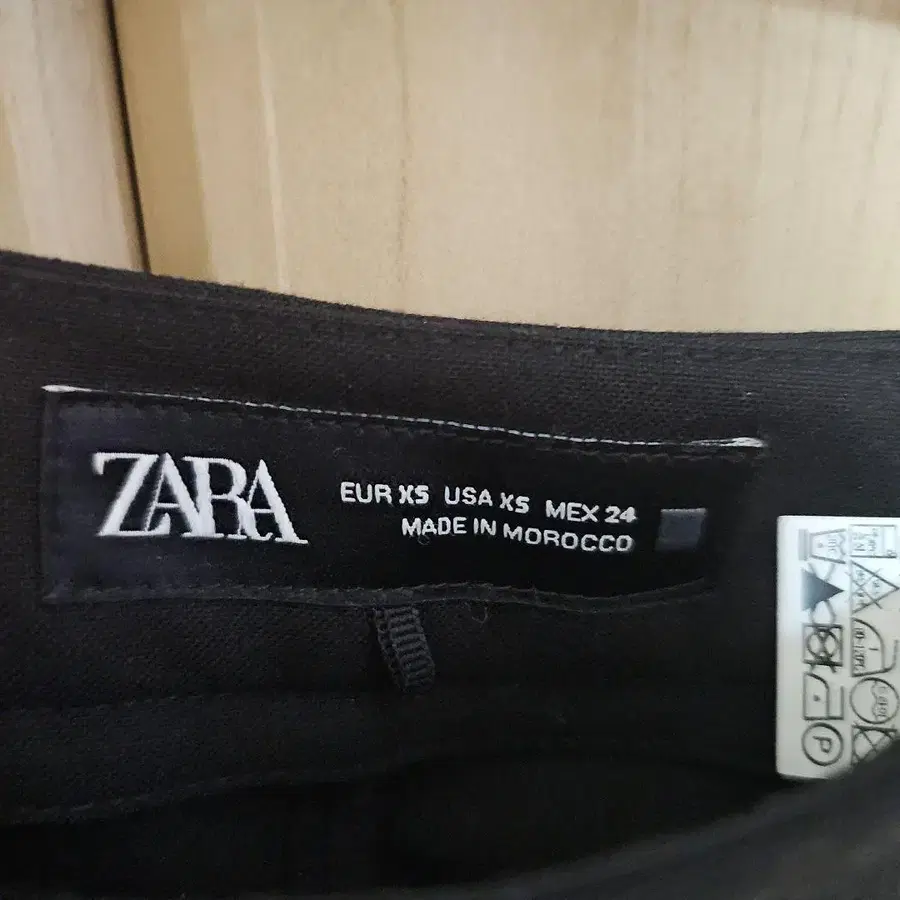 ZARA
EUR XS USA XS MEX 24
MADE IN MOROCCO
P